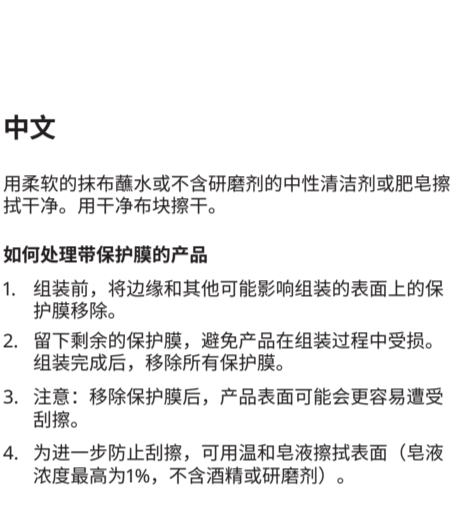 中文
用柔软的抹布蘸水或不含研磨剂的中性清洁剂或肥皂擦
拭干净。用干净布块擦干。
如何处理带保护膜的产品
1. 组装前，将边缘和其他可能影响组装的表面上的保
护膜移除。
2. 留下剩余的保护膜，避免产品在组装过程中受损。
组装完成后，移除所有保护膜。
3. 注意：移除保护膜后，产品表面可能会更容易遭受
刮擦。
4. 为进一步防止刮擦，可用温和皂液擦拭表面（皂液
浓度最高为1%，不含酒精或研磨剂）。